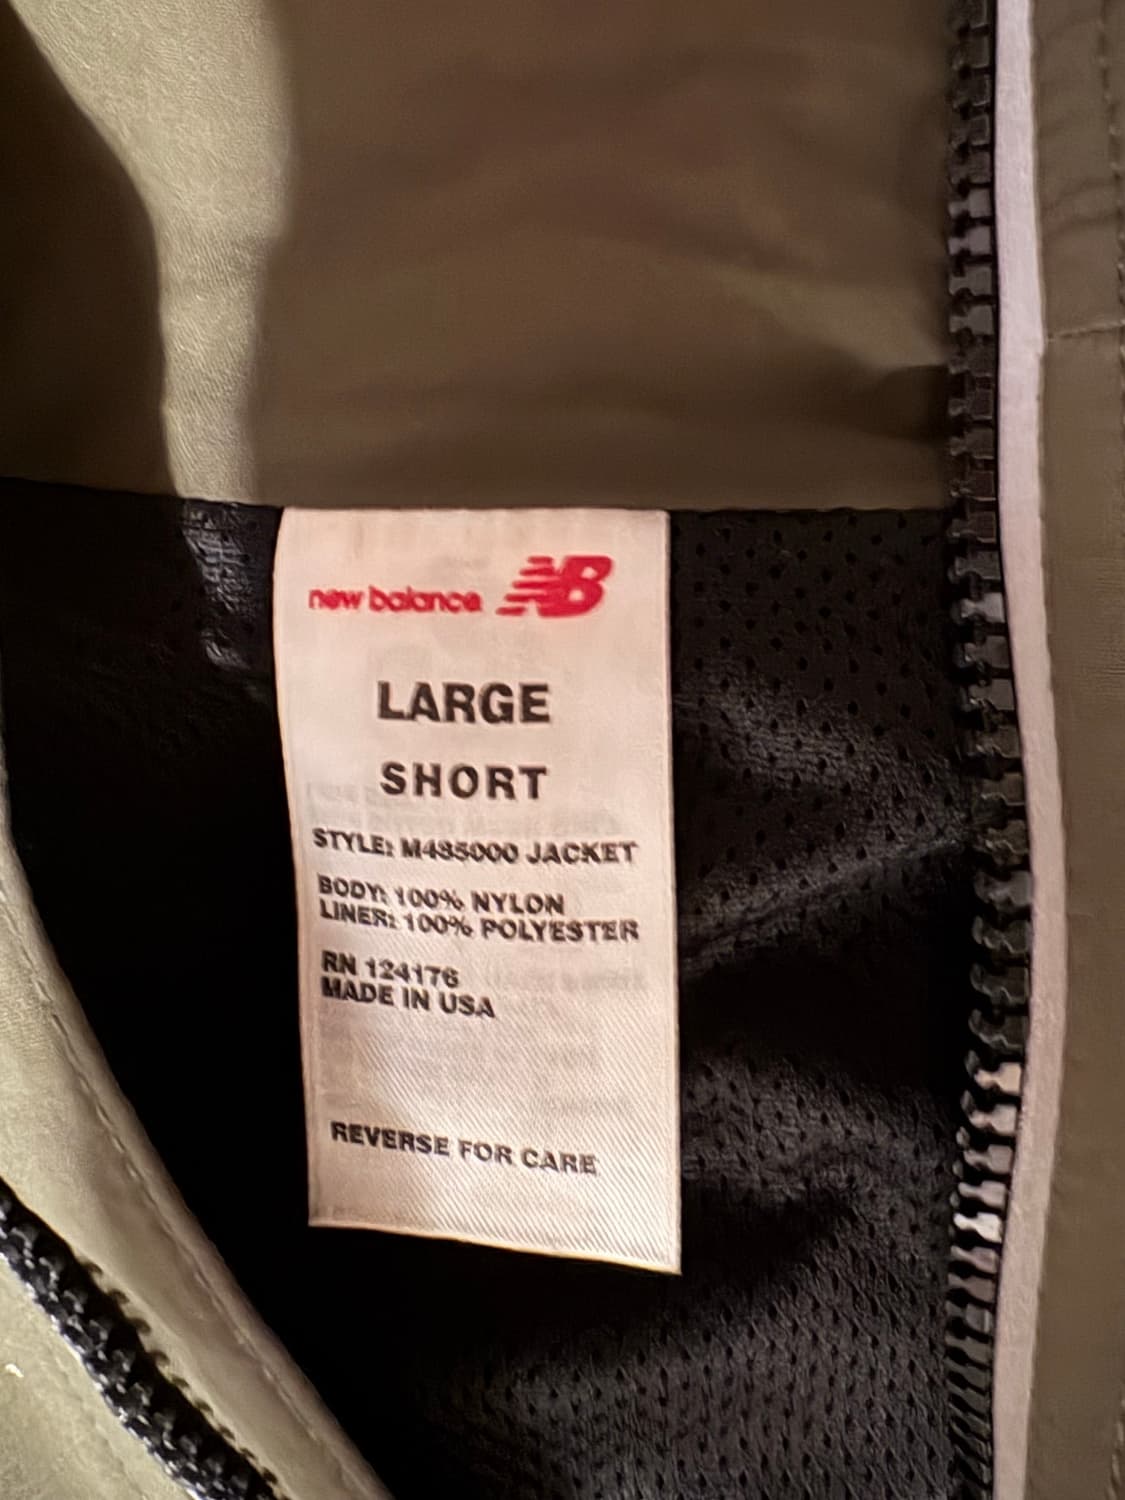 new balance NB
LARGE
SHORT
STYLE: M485000 JACKET
BODY: 100% NYLON
LINER: 100% POLYESTER
RN 124176
MADE IN USA
REVERSE FOR CARE